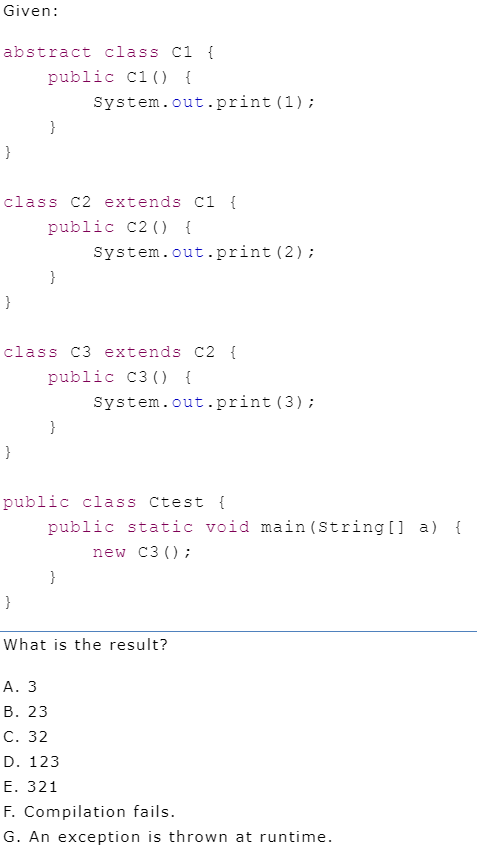 Given:
abstract class C1 {
    public C1() {
        System.out.print(1);
    }
}
class C2 extends C1 {
    public C2() {
        System.out.print(2);
    }
}
class C3 extends C2 {
    public C3() {
        System.out.print(3);
    }
}
public class Ctest {
    public static void main(String[] a) {
        new C3();
    }
}
What is the result?
A. 3
B. 23
C. 32
D. 123
E. 321
F. Compilation fails.
G. An exception is thrown at runtime.